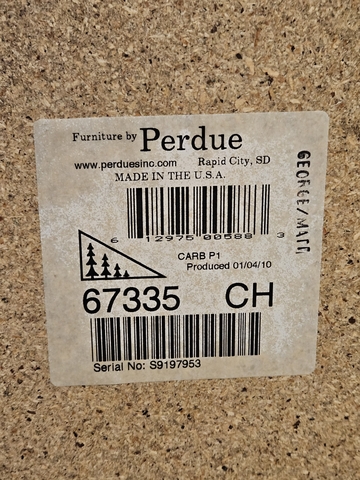 Furniture by Perdue
www.perduesinc.com Rapid City, SD
MADE IN THE U.S.A.
6 12975 00588 3
CARB P1
Produced 01/04/10
67335 CH
Serial No: S9197953
GEORGE/MATT